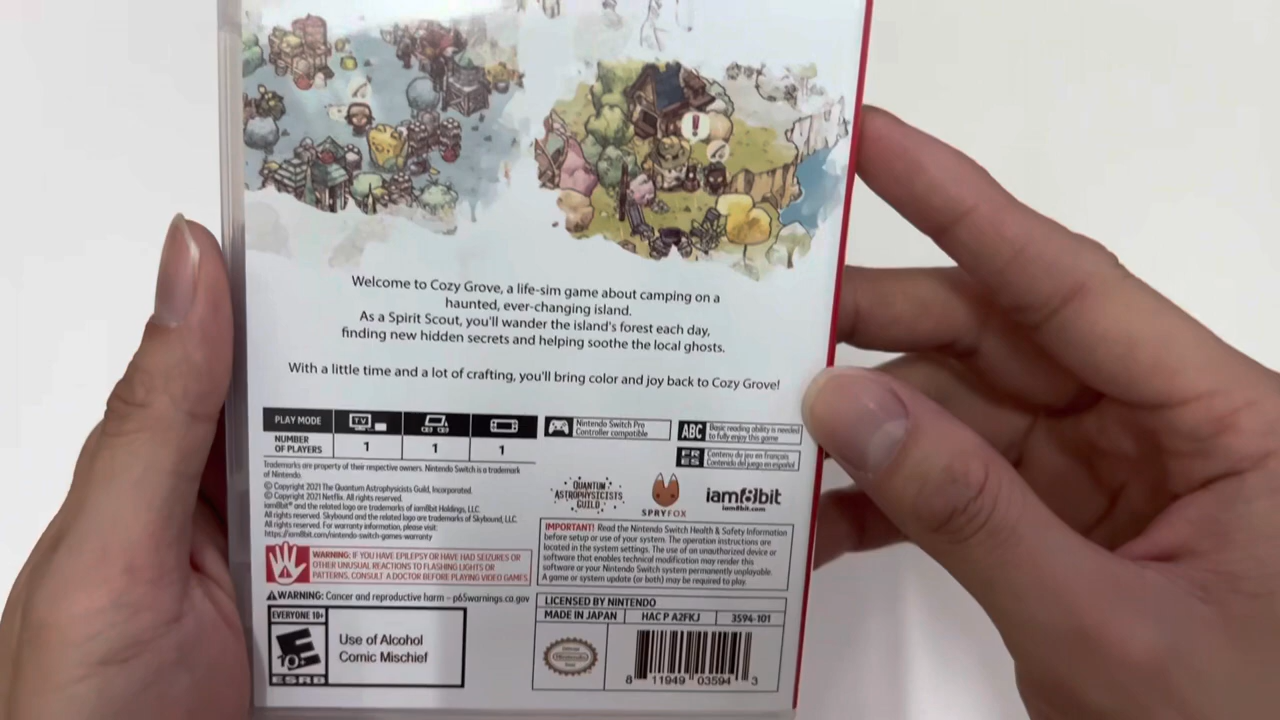 Welcome to Cozy Grove, a life-sim game about camping on a
haunted, ever-changing island.
As a Spirit Scout, you'll wander the island's forest each day,
finding new hidden secrets and helping soothe the local ghosts.
With a little time and a lot of crafting, you'll bring color and joy back to Cozy Grove!
PLAY MODE
TV
NUMBER
OF PLAYERS
1
1
1
Nintendo Switch Pro
Controller compatible
ABC
Basic reading ability is needed
to fully enjoy this game
FR
ES
Contenu du jeu en français
Contenido del juego en español
Trademarks are property of their respective owners. Nintendo Switch is a trademark
of Nintendo.
© Copyright 2021 The Quantum Astrophysicists Guild, Incorporated.
© Copyright 2021 Netflix. All rights reserved.
iam8bit® and the related logo are trademarks of iam8bit Holdings, LLC.
All rights reserved. Skybound and the related logo are trademarks of Skybound, LLC
All rights reserved. For warranty information, please visit:
https://iam8bit.com/nintendo-switch-games-warranty
QUANTUM
ASTROPHYSICISTS
GUILD
SPRYFOX
iam8bit
iam8bit.com
WARNING: IF YOU HAVE EPILEPSY OR HAVE HAD SEIZURES OR
OTHER UNUSUAL REACTIONS TO FLASHING LIGHTS OR
PATTERNS, CONSULT A DOCTOR BEFORE PLAYING VIDEO GAMES.
IMPORTANT! Read the Nintendo Switch Health & Safety Information
before setup or use of your system. The operation instructions are
located in the system settings. The use of an unauthorized device or
software that enables technical modification may render this
software or your Nintendo Switch system permanently unplayable.
A game or system update (or both) may be required to play.
WARNING: Cancer and reproductive harm – p65warnings.ca.gov
EVERYONE 10+
E
10+
ESRB
Use of Alcohol
Comic Mischief
LICENSED BY NINTENDO
MADE IN JAPAN
HAC P A2FKJ
3594-101
Nintendo
8 11949 03594 3